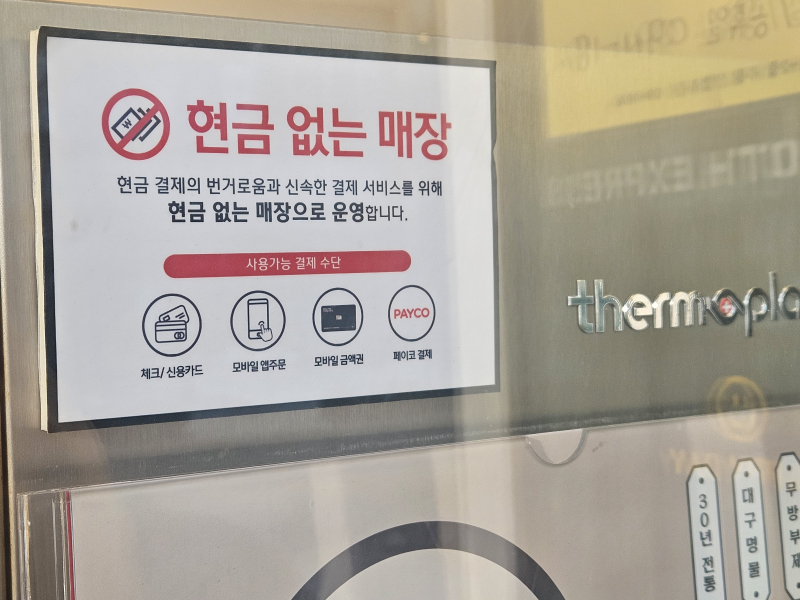 현금 없는 매장
현금 결제의 번거로움과 신속한 결제 서비스를 위해
현금 없는 매장으로 운영합니다.
사용가능 결제 수단
PAYCO
체크/신용카드
모바일 앱주문
모바일 금액권
페이코 결제
thermopla
30년 전통
대구명물
무방부제